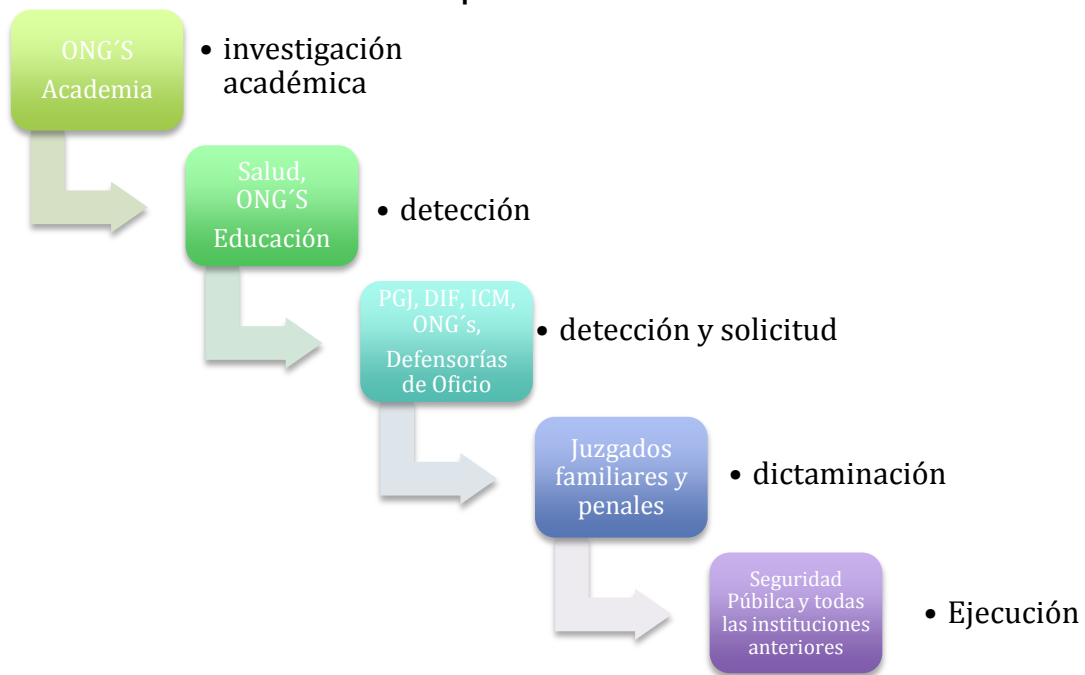 ONG´S
Academia
• investigación
académica
Salud,
ONG´S
Educación
• detección
PGJ, DIF, ICM,
ONG´s,
Defensorías
de Oficio
• detección y solicitud
Juzgados
familiares y
penales
• dictaminación
Seguridad
Púbilca y todas
las instituciones
anteriores
• Ejecución